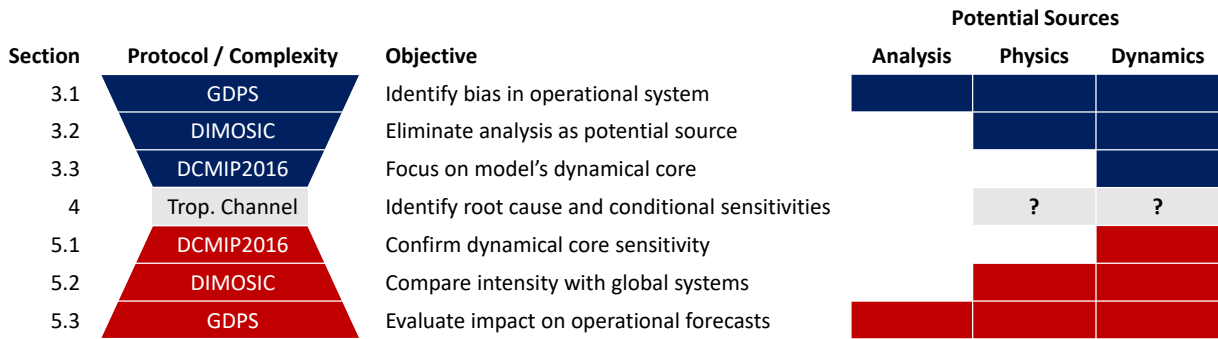 Potential Sources
Section Protocol / Complexity Objective Analysis Physics Dynamics
3.1 GDPS Identify bias in operational system
3.2 DIMOSIC Eliminate analysis as potential source
3.3 DCMIP2016 Focus on model's dynamical core
4 Trop. Channel Identify root cause and conditional sensitivities ? ?
5.1 DCMIP2016 Confirm dynamical core sensitivity
5.2 DIMOSIC Compare intensity with global systems
5.3 GDPS Evaluate impact on operational forecasts